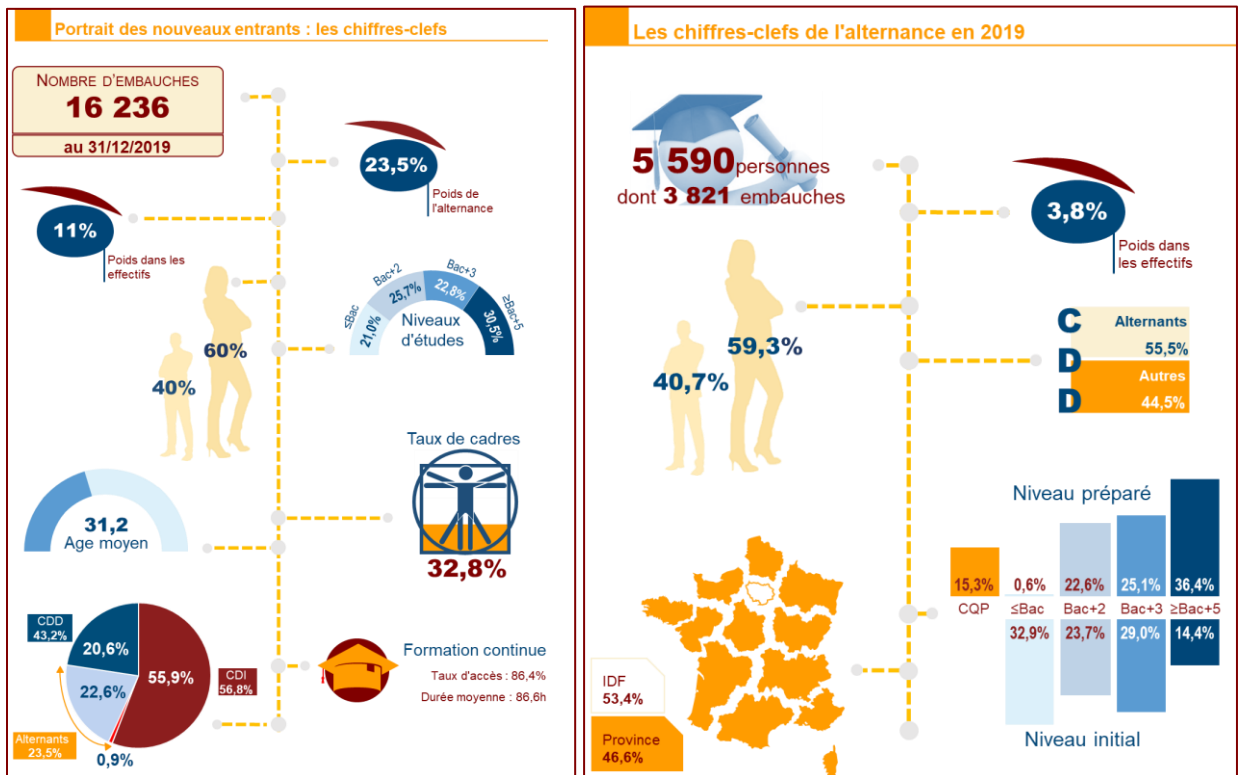 Portrait des nouveaux entrants : les chiffres-clefs
NOMBRE D'EMBAUCHES
16 236
au 31/12/2019
23,5%
Poids de
l'alternance
11%
Poids dans les
effectifs
60%
40%
≤Bac
Bac+2
Bac+3
≥Bac+5
21,0%
25,7%
22,8%
30,5%
Niveaux
d'études
Taux de cadres
32,8%
31,2
Age moyen
CDD
43,2%
20,6%
55,9%
CDI
56,8%
22,6%
Alternants
23,5%
0,9%
Formation continue
Taux d'accès : 86,4%
Durée moyenne : 86,6h
Les chiffres-clefs de l'alternance en 2019
5 590 personnes
dont 3 821 embauches
3,8%
Poids dans
les effectifs
59,3%
40,7%
C
D
D
Alternants
55,5%
Autres
44,5%
Niveau préparé
15,3% 0,6% 22,6% 25,1% 36,4%
CQP ≤Bac Bac+2 Bac+3 ≥Bac+5
32,9% 23,7% 29,0% 14,4%
Niveau initial
IDF
53,4%
Province
46,6%